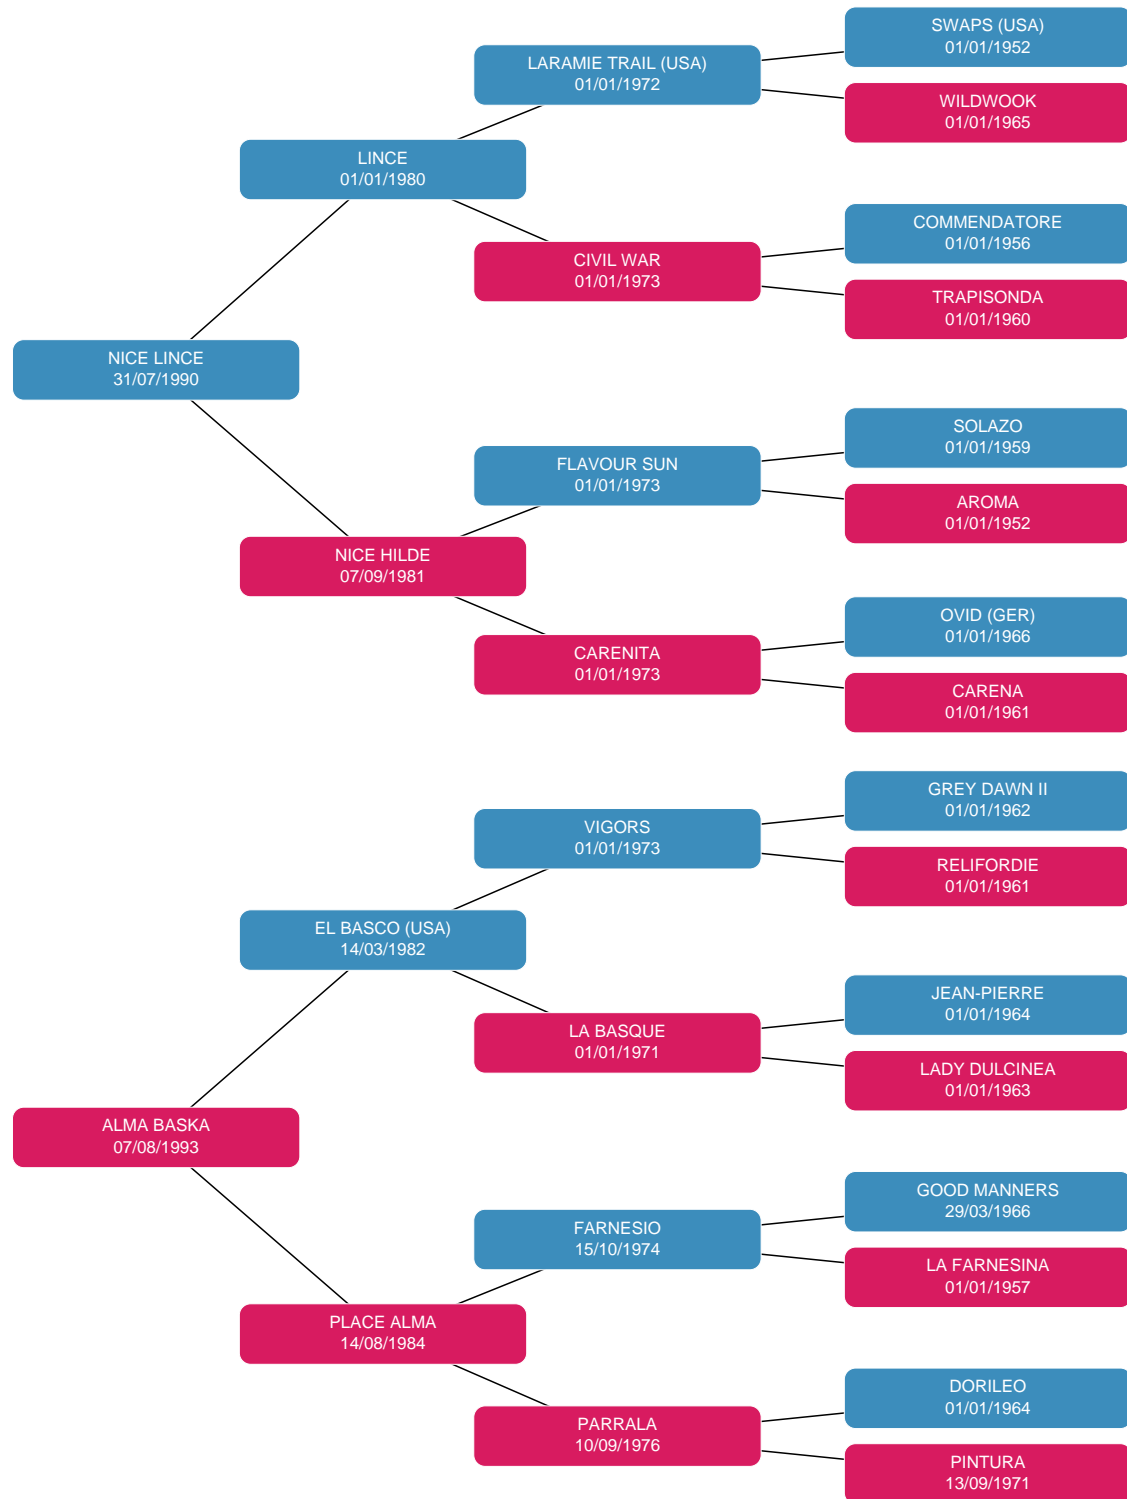 SWAPS (USA)
01/01/1952
LARAMIE TRAIL (USA)
01/01/1972
WILDWOOK
01/01/1965
LINCE
01/01/1980
COMMENDATORE
01/01/1956
CIVIL WAR
01/01/1973
TRAPISONDA
01/01/1960
NICE LINCE
31/07/1990
SOLAZO
01/01/1959
FLAVOUR SUN
01/01/1973
AROMA
01/01/1952
NICE HILDE
07/09/1981
OVID (GER)
01/01/1966
CARENITA
01/01/1973
CARENA
01/01/1961
GREY DAWN II
01/01/1962
VIGORS
01/01/1973
RELIFORDIE
01/01/1961
EL BASCO (USA)
14/03/1982
JEAN-PIERRE
01/01/1964
LA BASQUE
01/01/1971
LADY DULCINEA
01/01/1963
ALMA BASKA
07/08/1993
GOOD MANNERS
29/03/1966
FARNESIO
15/10/1974
LA FARNESINA
01/01/1957
PLACE ALMA
14/08/1984
DORILEO
01/01/1964
PARRALA
10/09/1976
PINTURA
13/09/1971